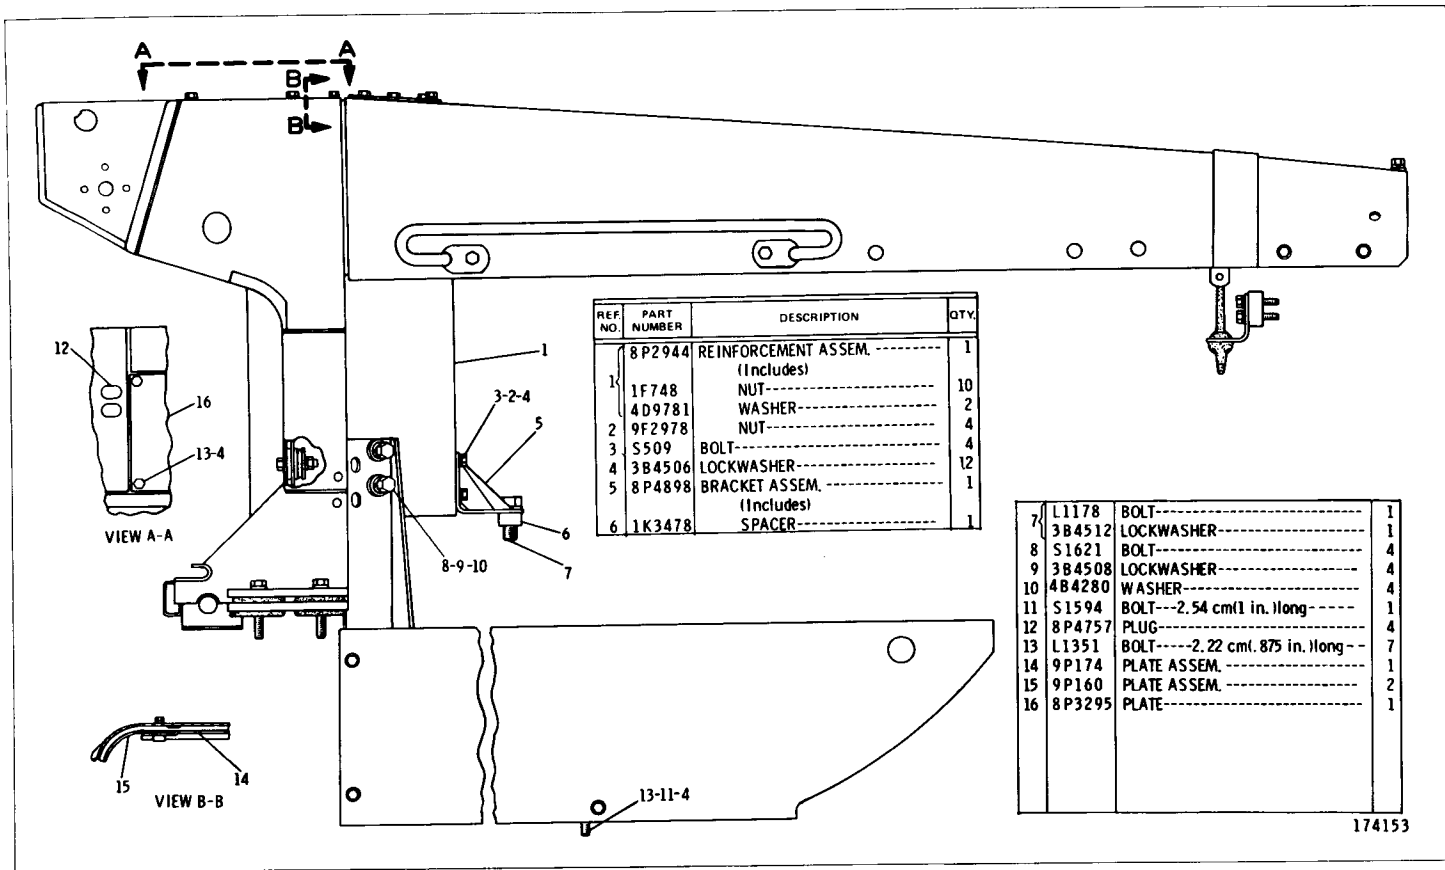 A A
B
B
REF. NO. PART NUMBER DESCRIPTION QTY.
1 8P2944 REINFORCEMENT ASSEM. --------- 1
(Includes)
1F748 NUT------------------- 10
4D9781 WASHER--------------- 2
2 9F2978 NUT------------------- 4
3 S509 BOLT------------------------ 4
4 3B4506 LOCKWASHER---------------- 12
5 8P4898 BRACKET ASSEM. ------------- 1
(Includes)
6 1K3478 SPACER--------------- 1
7 L1178 BOLT------------------------ 1
3B4512 LOCKWASHER----------------- 1
8 S1621 BOLT------------------------ 4
9 3B4508 LOCKWASHER----------------- 4
10 4B4280 WASHER--------------------- 4
11 S1594 BOLT---2.54 cm(1 in.)long----- 1
12 8P4757 PLUG------------------------ 4
13 L1351 BOLT-----2.22 cm(.875 in.)long-- 7
14 9P174 PLATE ASSEM. --------------- 1
15 9P160 PLATE ASSEM. --------------- 2
16 8P3295 PLATE----------------------- 1
12
16
13-4
VIEW A-A
1
3-2-4
5
6
7
8-9-10
15
14
VIEW B-B
13-11-4
174153